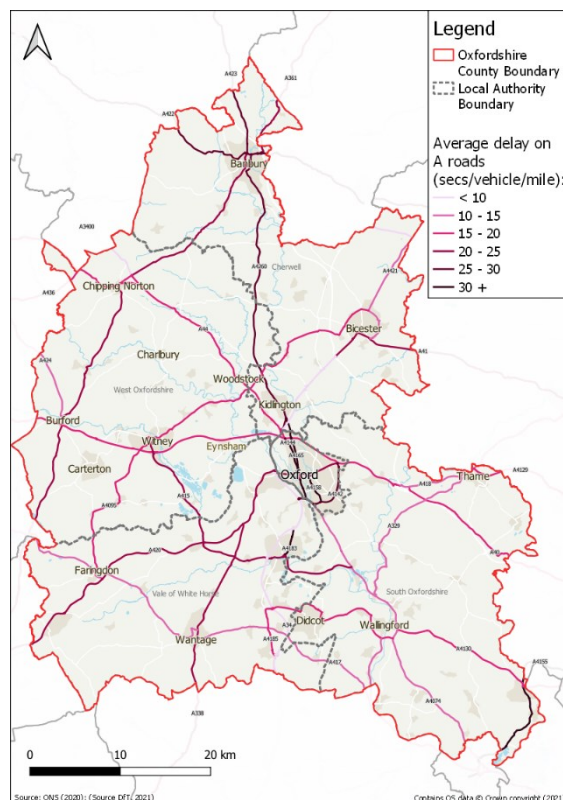 Legend
Oxfordshire
County Boundary
Local Authority
Boundary
Average delay on
A roads
(secs/vehicle/mile):
< 10
10 - 15
15 - 20
20 - 25
25 - 30
30 +
A423
A361
A422
Banbury
A3400
A4260
Cherwell
A4421
A436
Chipping Norton
A44
Bicester
A41
Charlbury
A424
West Oxfordshire
Woodstock
Kidlington
Burford
Witney
Eynsham
A4144
A4165
Oxford
Carterton
A4158
A4142
Thame
A4129
A418
A415
A4095
A329
A40
A420
A4183
Faringdon
Vale of White Horse
South Oxfordshire
Didcot
A34
Wallingford
Wantage
A4185
A417
A4130
A4155
A338
A4074
0 10 20 km
Source: ONS (2020); (Source DfT, 2021)
Contains OS data © Crown copyright (2021)